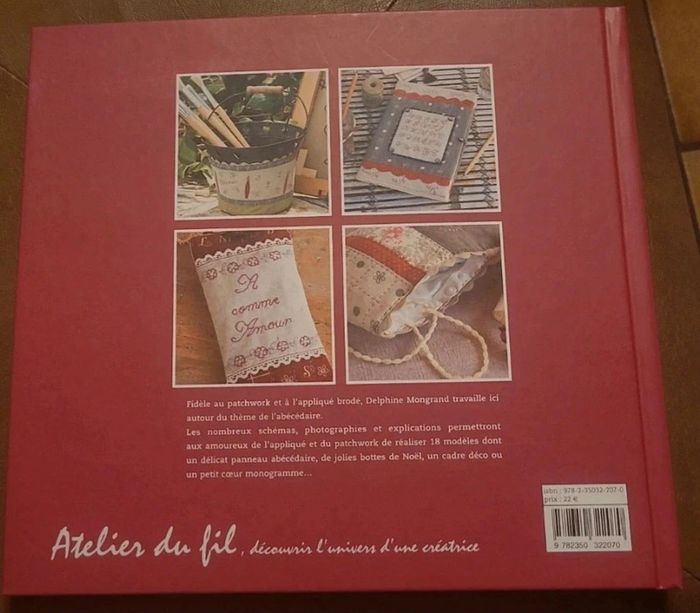 A
comme
Amour
Fidèle au patchwork et à l'appliqué brodé, Delphine Mongrand travaille ici
autour du thème de l'abécédaire.
Les nombreux schémas, photographies et explications permettront
aux amoureux de l'appliqué et du patchwork de réaliser 18 modèles dont
un délicat panneau abécédaire, de jolies bottes de Noël, un cadre déco ou
un petit cœur monogramme...
isbn : 978-2-35032-207-0
prix : 22 €
9 782350 322070
Atelier du fil, découvrir l'univers d'une créatrice